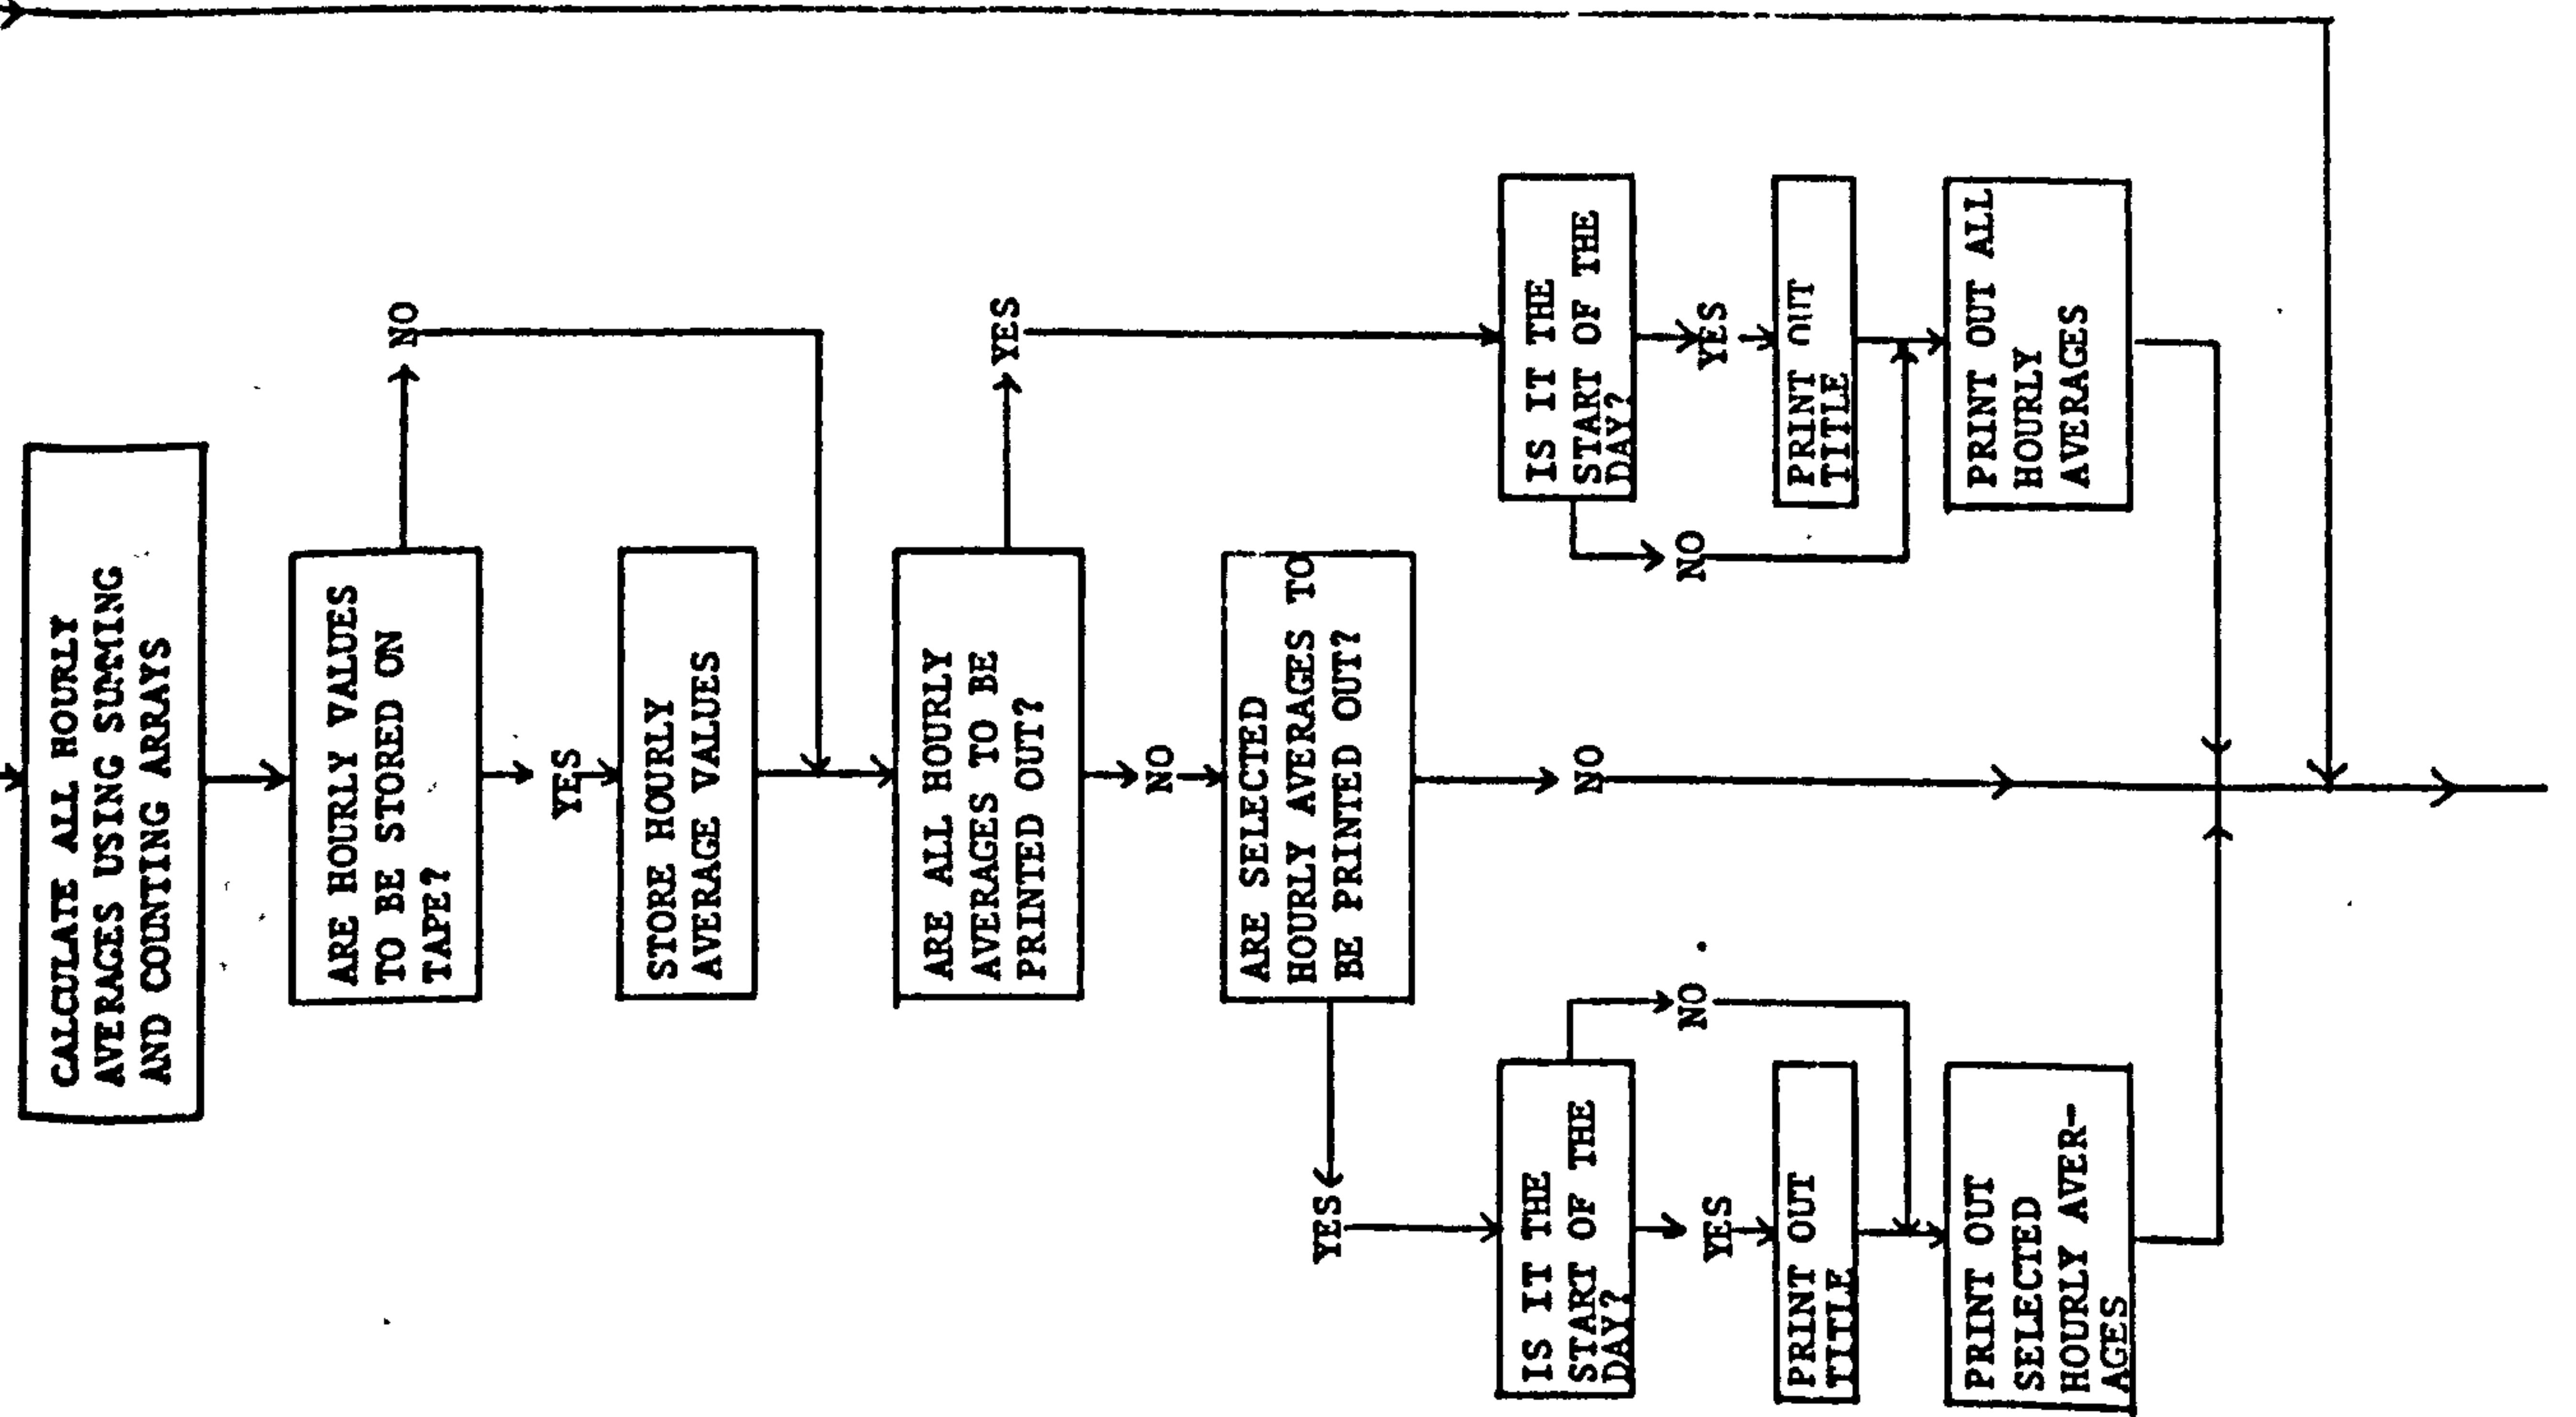 CALCULATE ALL HOURLY
AVERAGES USING SUMMING
AND COUNTING ARRAYS
ARE HOURLY VALUES
TO BE STORED ON
TAPE?
NO
YES
STORE HOURLY
AVERAGE VALUES
ARE ALL HOURLY
AVERAGES TO BE
PRINTED OUT?
YES
NO
ARE SELECTED
HOURLY AVERAGES TO
BE PRINTED OUT?
YES
NO
IS IT THE
START OF THE
DAY?
NO
YES
PRINT OUT
TITLE
PRINT OUT
SELECTED
HOURLY AVER-
AGES
IS IT THE
START OF THE
DAY?
NO
YES
PRINT OUT
TITLE
PRINT OUT ALL
HOURLY
AVERAGES